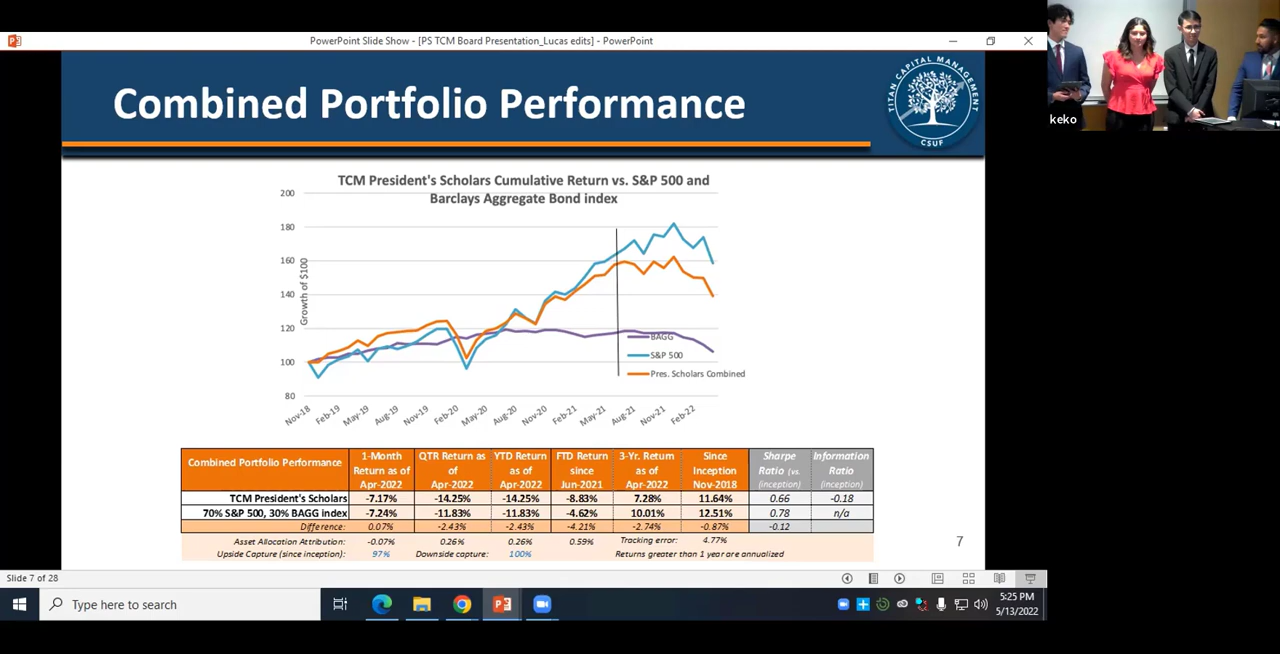 PowerPoint Slide Show - [PS TCM Board Presentation_Lucas edits] - PowerPoint
Combined Portfolio Performance
TITAN CAPITAL MANAGEMENT
CSUF
keko
TCM President's Scholars Cumulative Return vs. S&P 500 and
Barclays Aggregate Bond index
Growth of $100
200
180
160
140
120
100
80
Nov-18
Feb-19
May-19
Aug-19
Nov-19
Feb-20
May-20
Aug-20
Nov-20
Feb-21
May-21
Aug-21
Nov-21
Feb-22
BAGG
S&P 500
Pres. Scholars Combined
Combined Portfolio Performance
1-Month
Return as of
Apr-2022
QTR Return as
of
Apr-2022
YTD Return
as of
Apr-2022
FTD Return
since
Jun-2021
3-Yr. Return
as of
Apr-2022
Since
Inception
Nov-2018
Sharpe
Ratio (vs.
(inception)
Information
Ratio
(inception)
TCM President's Scholars -7.17% -14.25% -14.25% -8.83% 7.28% 11.64% 0.66 -0.18
70% S&P 500, 30% BAGG index -7.24% -11.83% -11.83% -4.62% 10.01% 12.51% 0.78 n/a
Difference: 0.07% -2.43% -2.43% -4.21% -2.74% -0.87% -0.12
Asset Allocation Attribution: -0.07% 0.26% 0.26% 0.59% Tracking error: 4.77%
Upside Capture (since inception): 97% Downside capture: 100% Returns greater than 1 year are annualized
7
Slide 7 of 28
Type here to search
5:25 PM
5/13/2022